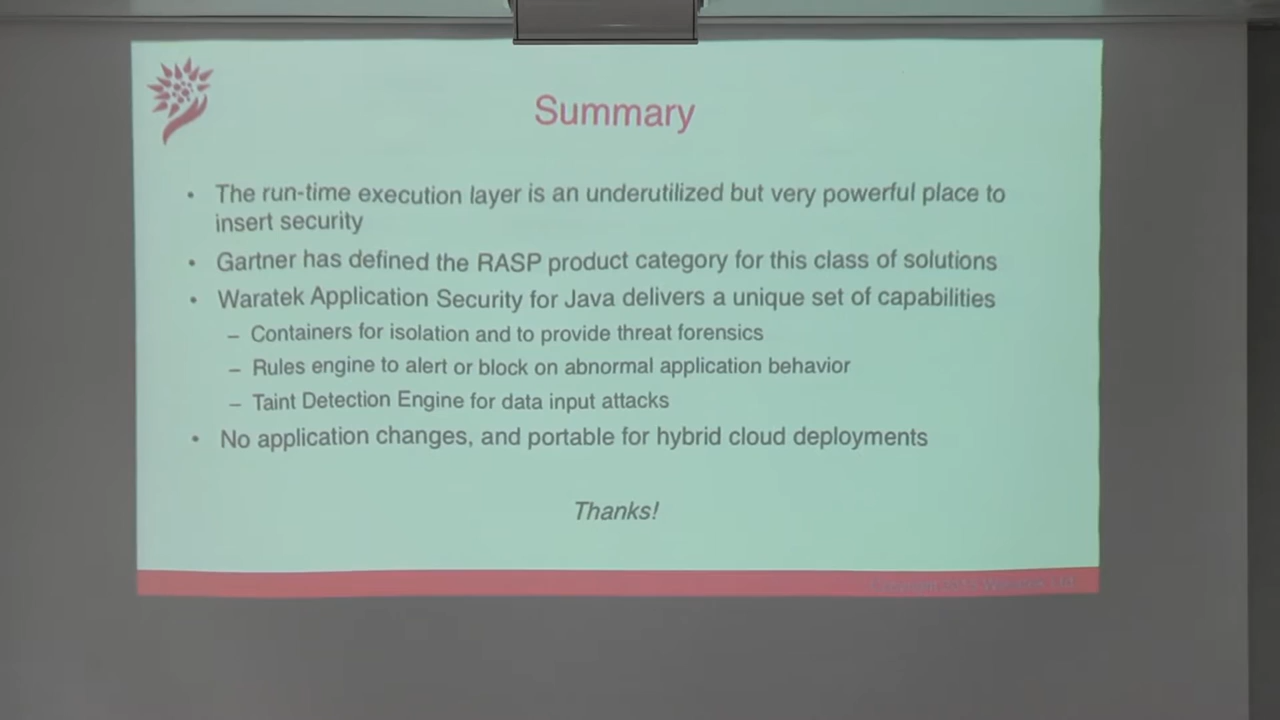 Summary
• The run-time execution layer is an underutilized but very powerful place to
insert security
• Gartner has defined the RASP product category for this class of solutions
• Waratek Application Security for Java delivers a unique set of capabilities
– Containers for isolation and to provide threat forensics
– Rules engine to alert or block on abnormal application behavior
– Taint Detection Engine for data input attacks
• No application changes, and portable for hybrid cloud deployments
Thanks!